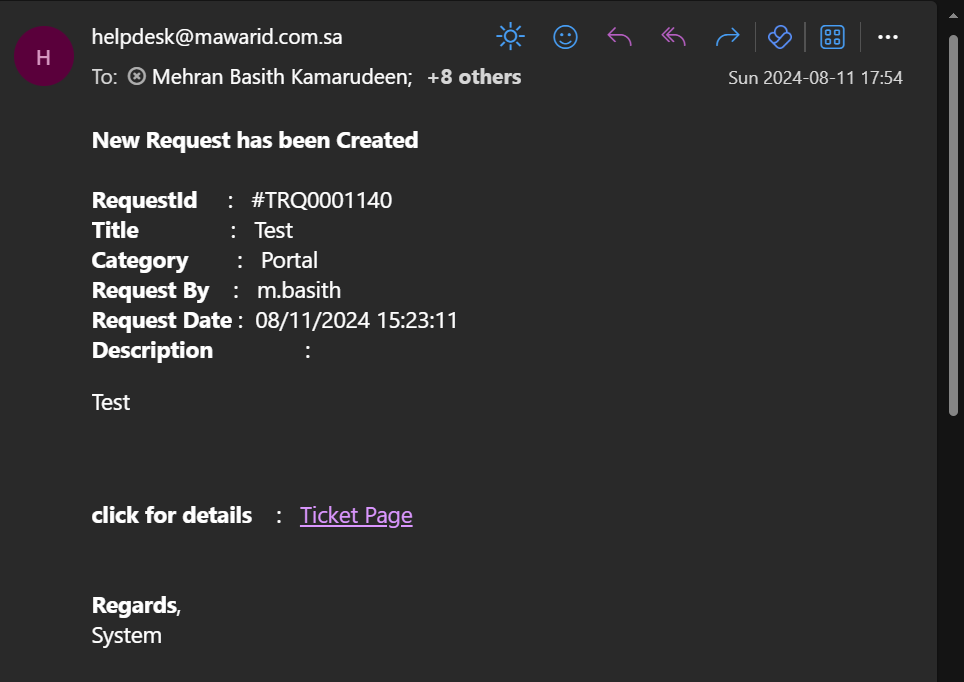 H
helpdesk@mawarid.com.sa
To: Mehran Basith Kamarudeen; +8 others
Sun 2024-08-11 17:54
New Request has been Created
RequestId : #TRQ0001140
Title : Test
Category : Portal
Request By : m.basith
Request Date : 08/11/2024 15:23:11
Description :
Test
click for details : Ticket Page
Regards,
System